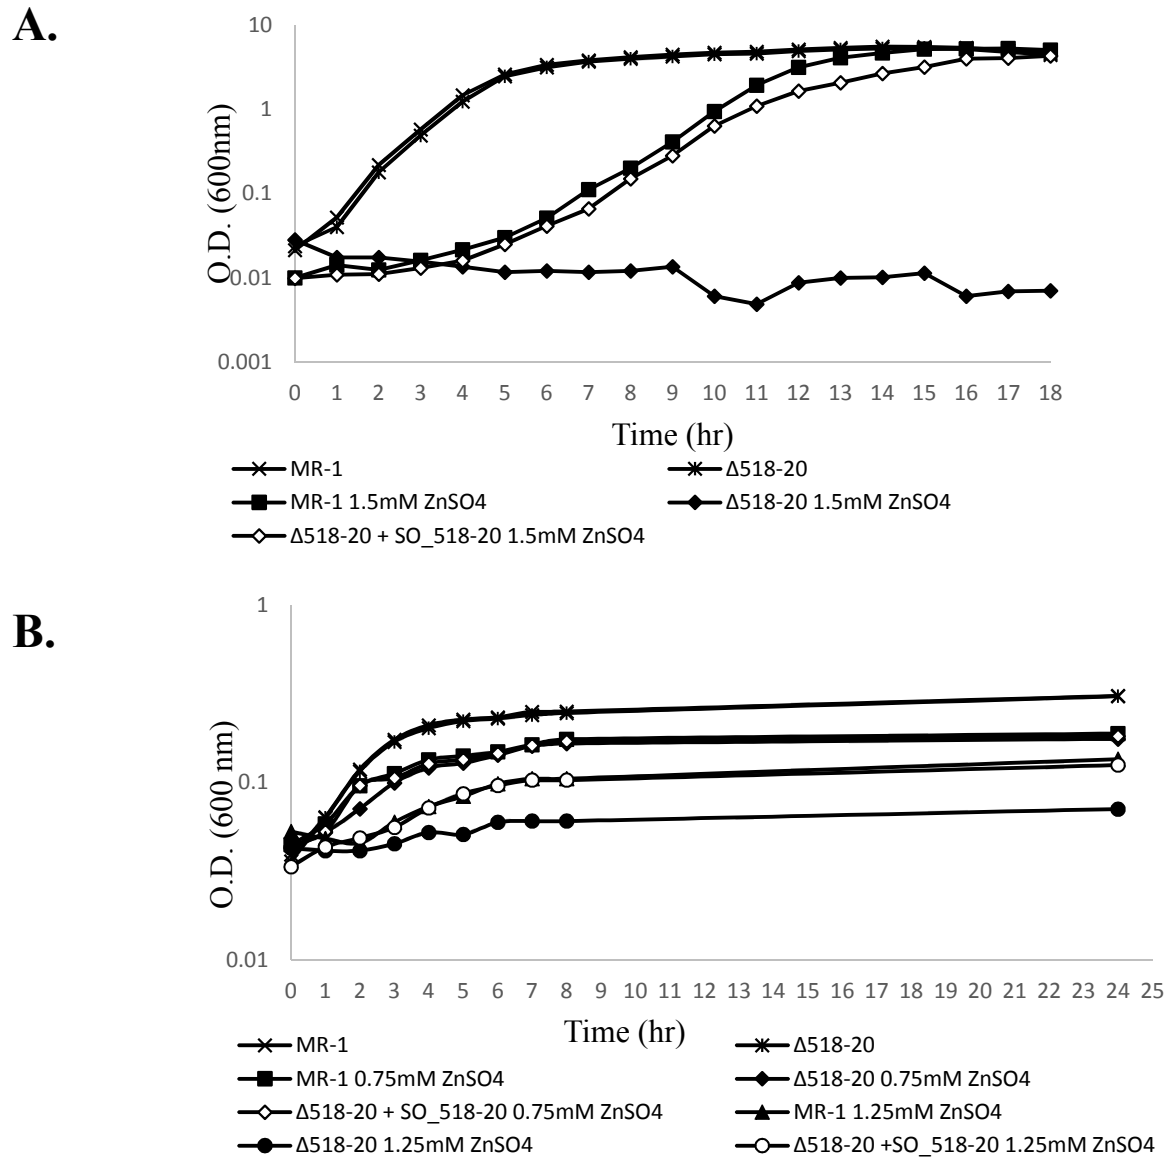 A.
10
1
0.1
0.01
0.001
O.D. (600nm)
0 1 2 3 4 5 6 7 8 9 10 11 12 13 14 15 16 17 18
Time (hr)
MR-1 Δ518-20
MR-1 1.5mM ZnSO4 Δ518-20 1.5mM ZnSO4
Δ518-20 + SO_518-20 1.5mM ZnSO4
B.
1
0.1
0.01
O.D. (600 nm)
0 1 2 3 4 5 6 7 8 9 10 11 12 13 14 15 16 17 18 19 20 21 22 23 24 25
Time (hr)
MR-1 Δ518-20
MR-1 0.75mM ZnSO4 Δ518-20 0.75mM ZnSO4
Δ518-20 + SO_518-20 0.75mM ZnSO4 MR-1 1.25mM ZnSO4
Δ518-20 1.25mM ZnSO4 Δ518-20 +SO_518-20 1.25mM ZnSO4